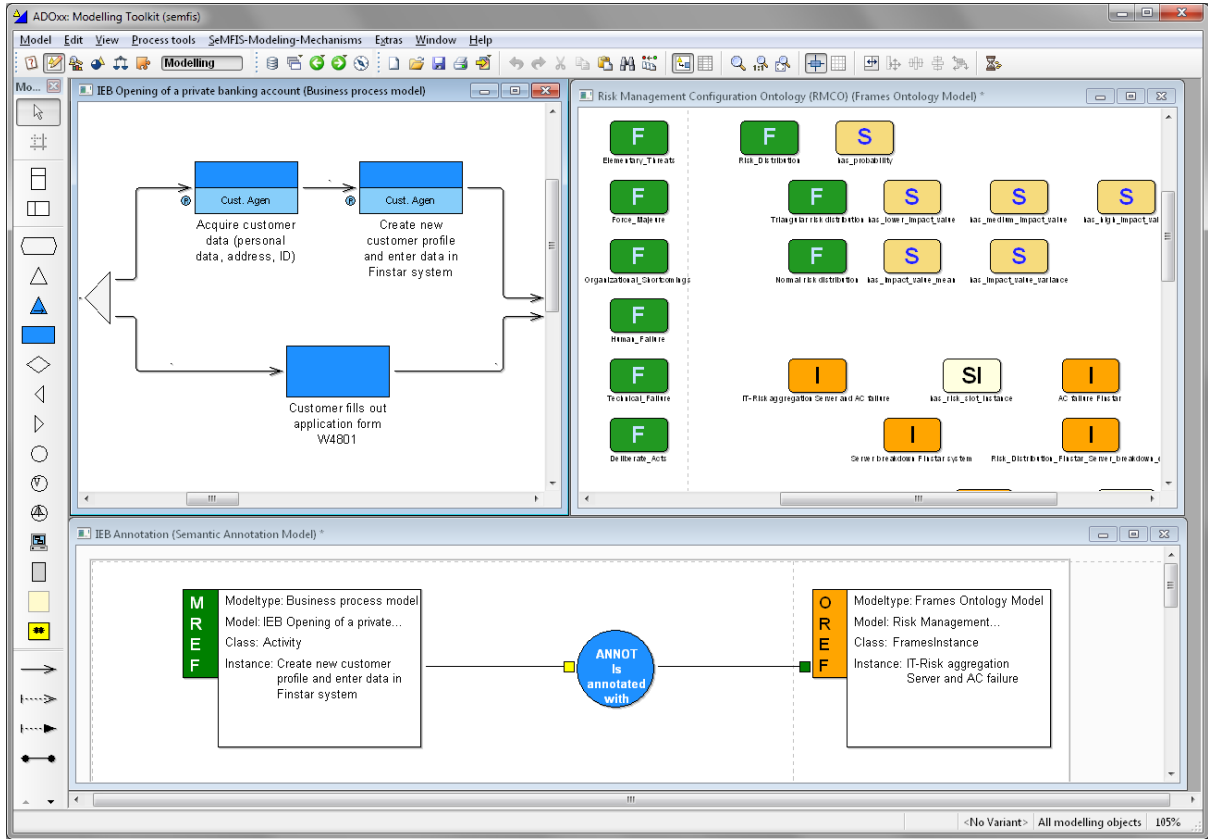 ADOxx: Modelling Toolkit (semfis)
Model Edit View Process tools SeMFIS-Modeling-Mechanisms Extras Window Help
Modelling
Mo...
IEB Opening of a private banking account (Business process model)
Cust. Agen
Acquire customer
data (personal
data, address, ID)
Cust. Agen
Create new
customer profile
and enter data in
Finstar system
Customer fills out
application form
W4801
Risk Management Configuration Ontology (RMCO) (Frames Ontology Model) *
F
Elementary_Threats
F
Risk_Distribution
S
has_probability
F
Force_Majeure
F
Triangular risk distribution
S
has_lower_impact_value
S
has_medium_impact_value
S
has_high_impact_val
F
Organizational_Shortcomings
F
Normal risk distribution
S
has_impact_value_mean
S
has_impact_value_variance
F
Human_Failure
F
Technical_Failure
I
IT-Risk aggregation Server and AC failure
SI
has_risk_slot_instance
I
AC failure Finstar
F
Deliberate_Acts
I
Server breakdown Finstar system
I
Risk_Distribution_Finstar_Server_breakdown_
IEB Annotation (Semantic Annotation Model) *
MREF
Modeltype: Business process model
Model: IEB Opening of a private...
Class: Activity
Instance: Create new customer
profile and enter data in
Finstar system
ANNOT
Is
annotated
with
OREF
Modeltype: Frames Ontology Model
Model: Risk Management...
Class: FramesInstance
Instance: IT-Risk aggregation
Server and AC failure
<No Variant> All modelling objects 105%